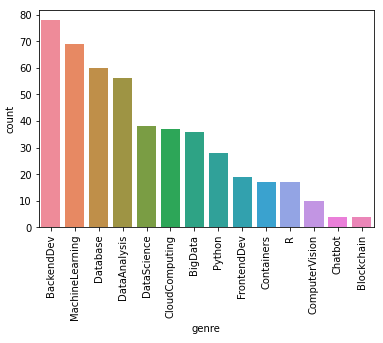 80
70
60
50
40
30
20
10
0
count
BackendDev
MachineLearning
Database
DataAnalysis
DataScience
CloudComputing
BigData
Python
FrontendDev
Containers
R
ComputerVision
Chatbot
Blockchain
genre